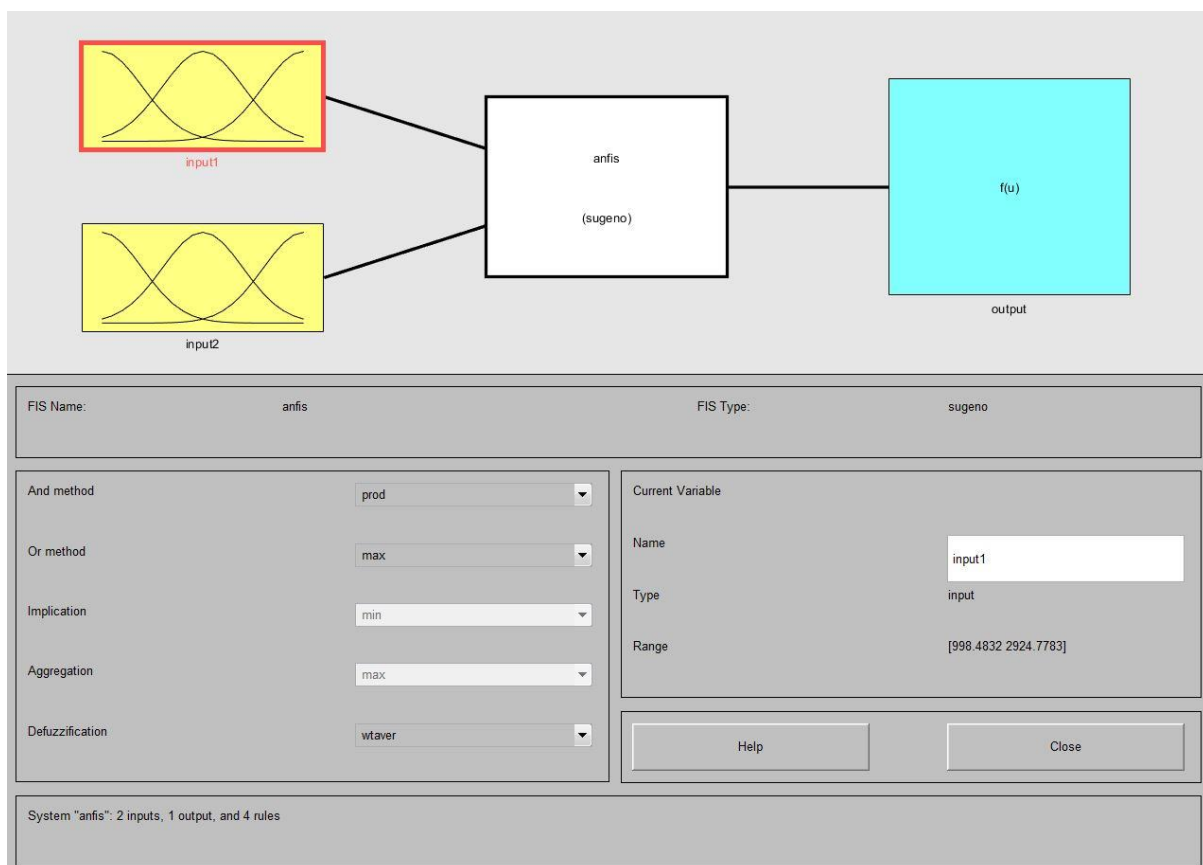 input1
anfis
(sugeno)
f(u)
input2
output
FIS Name: anfis FIS Type: sugeno
And method prod
Or method max
Implication min
Aggregation max
Defuzzification wtaver
Current Variable
Name input1
Type input
Range [998.4832 2924.7783]
Help Close
System "anfis": 2 inputs, 1 output, and 4 rules